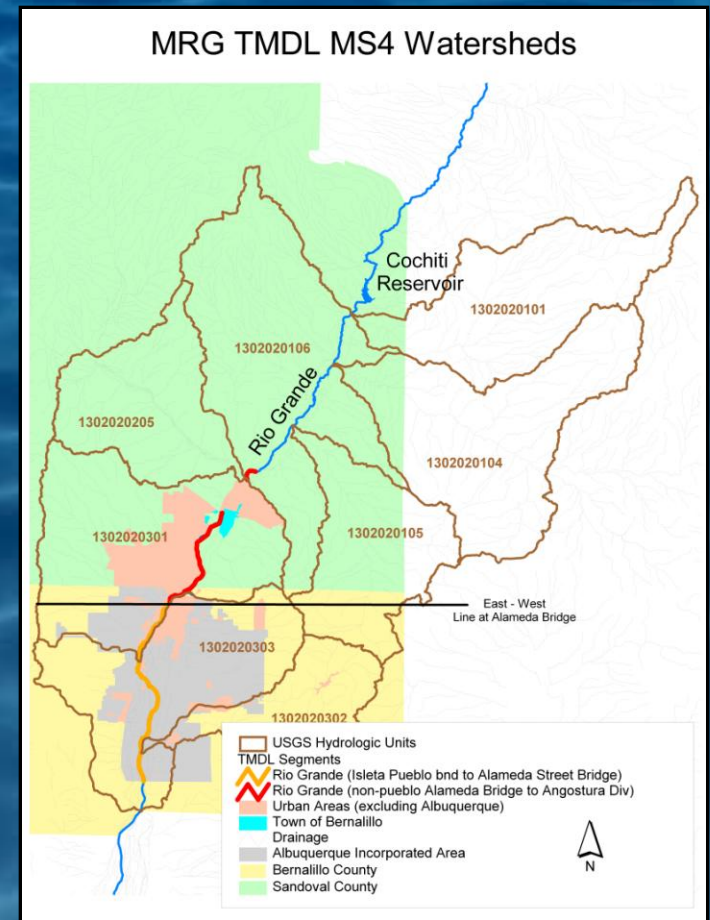 MRG TMDL MS4 Watersheds
Cochiti
Reservoir
1302020101
1302020106
Rio Grande
1302020205
1302020104
1302020301
1302020105
East - West
Line at Alameda Bridge
1302020303
1302020302
USGS Hydrologic Units
TMDL Segments
Rio Grande (Isleta Pueblo bnd to Alameda Street Bridge)
Rio Grande (non-pueblo Alameda Bridge to Angostura Div)
Urban Areas (excluding Albuquerque)
Town of Bernalillo
Drainage
Albuquerque Incorporated Area
Bernalillo County
Sandoval County
N